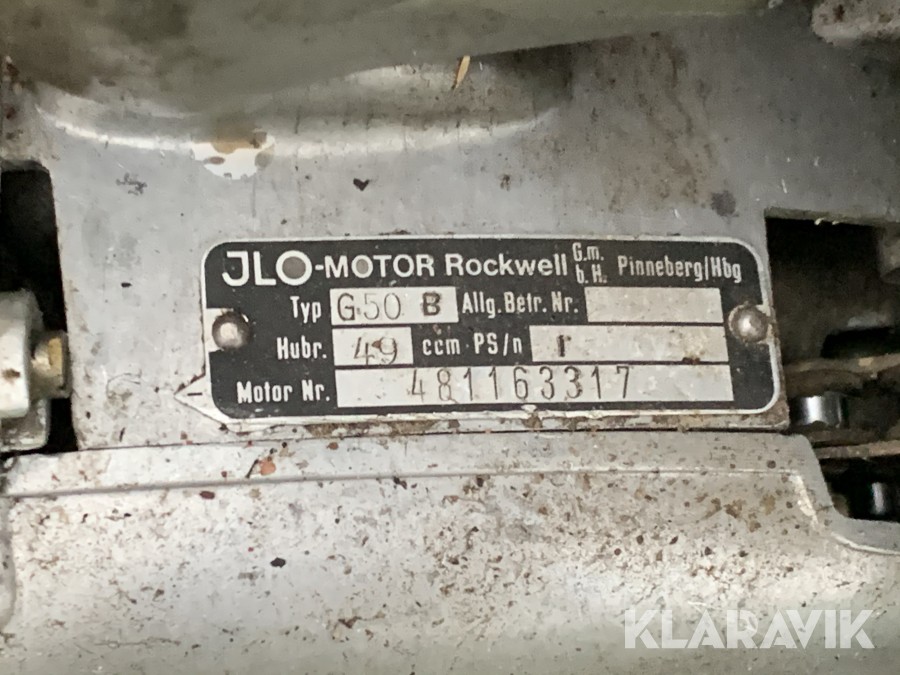 JLO-MOTOR Rockwell G.m.b.H. Pinneberg/Hbg
Typ G50 B Allg. Betr. Nr.
Hubr. 49 ccm PS/n r
Motor Nr. 481163317
KLARAVIK